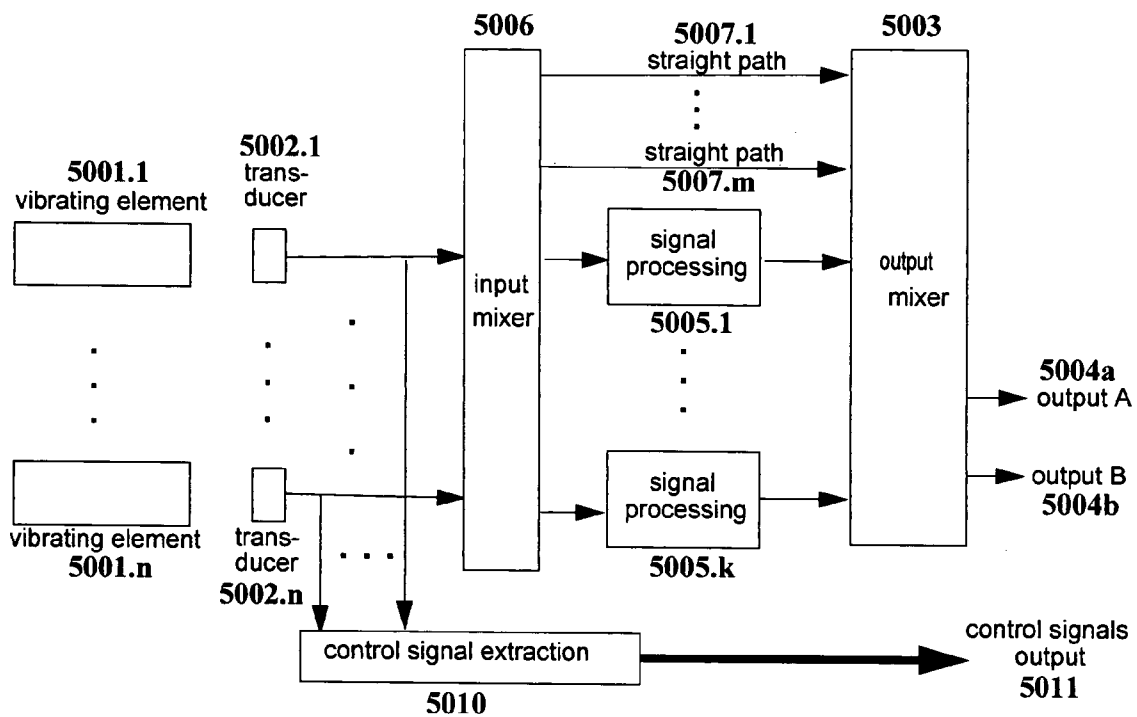 5006
5007.1
straight path
5003
5002.1
trans-
ducer
5001.1
vibrating element
straight path
5007.m
signal
processing
5005.1
input
mixer
output
mixer
5004a
output A
output B
5004b
vibrating element
5001.n
trans-
ducer
5002.n
signal
processing
5005.k
control signal extraction
5010
control signals
output
5011